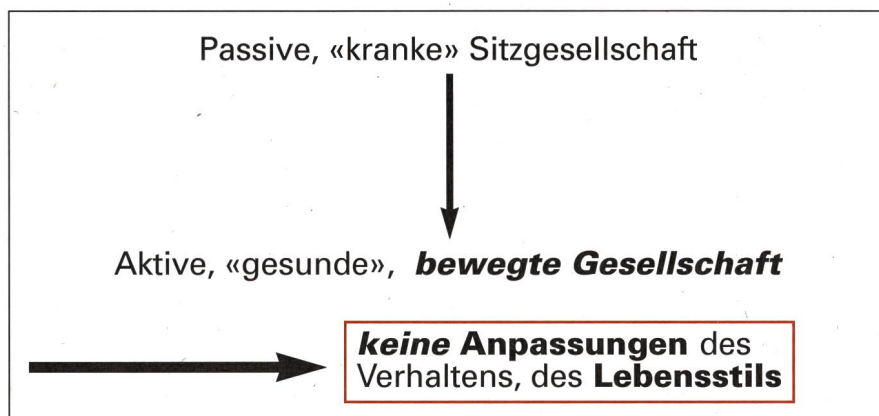 Passive, «kranke» Sitzgesellschaft
Aktive, «gesunde», bewegte Gesellschaft
keine Anpassungen des
Verhaltens, des Lebensstils